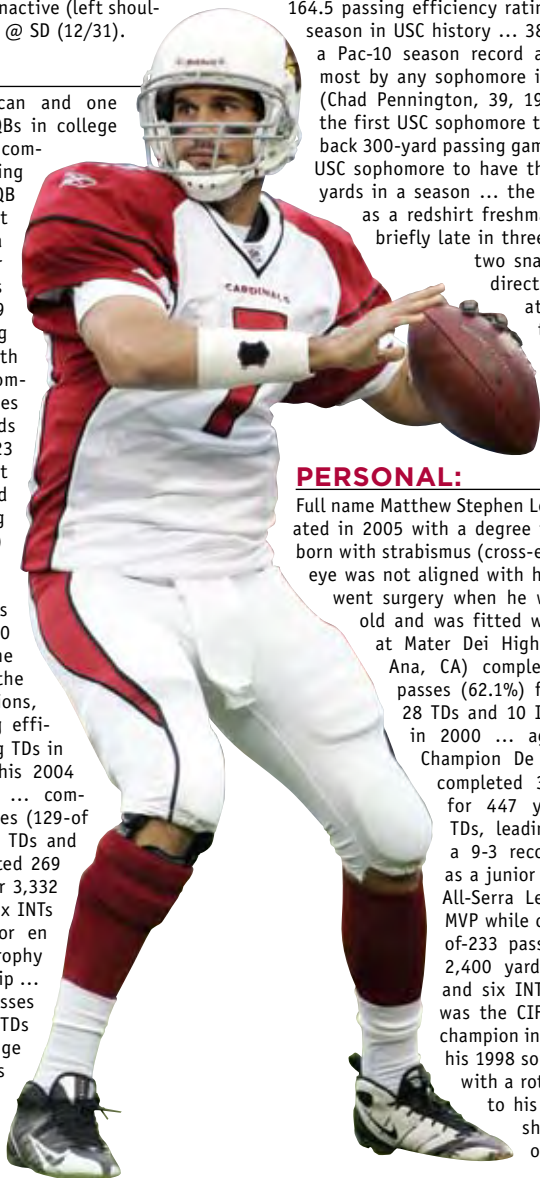 nactive (left shoul-
@ SD (12/31).
can and one
QBs in college
com-
ing
QB
t
s
9
g
th
om-
es
ds
23
t
d
g
s
0
ne
the
ions,
g effi-
g TDs in
his 2004
... com-
es (129-of
TDs and
ted 269
r 3,332
x INTs
or en
rophy
ip ...
sses
TDs
ge
s
164.5 passing efficiency ratin
season in USC history ... 38
a Pac-10 season record a
most by any sophomore i
(Chad Pennington, 39, 19
the first USC sophomore t
back 300-yard passing gam
USC sophomore to have th
yards in a season ... the
as a redshirt freshma
briefly late in three
two sna
direct
at
CARDINALS
7
PERSONAL:
Full name Matthew Stephen Le
ated in 2005 with a degree
born with strabismus (cross-e
eye was not aligned with h
went surgery when he w
old and was fitted w
at Mater Dei High
Ana, CA) comple
passes (62.1%) f
28 TDs and 10 I
in 2000 ... ag
Champion De
completed 3
for 447 y
TDs, leadin
a 9-3 reco
as a junior
All-Serra Le
MVP while c
of-233 pass
2,400 yard
and six INT
was the CIF
champion in
his 1998 so
with a rot
to his
sh
o